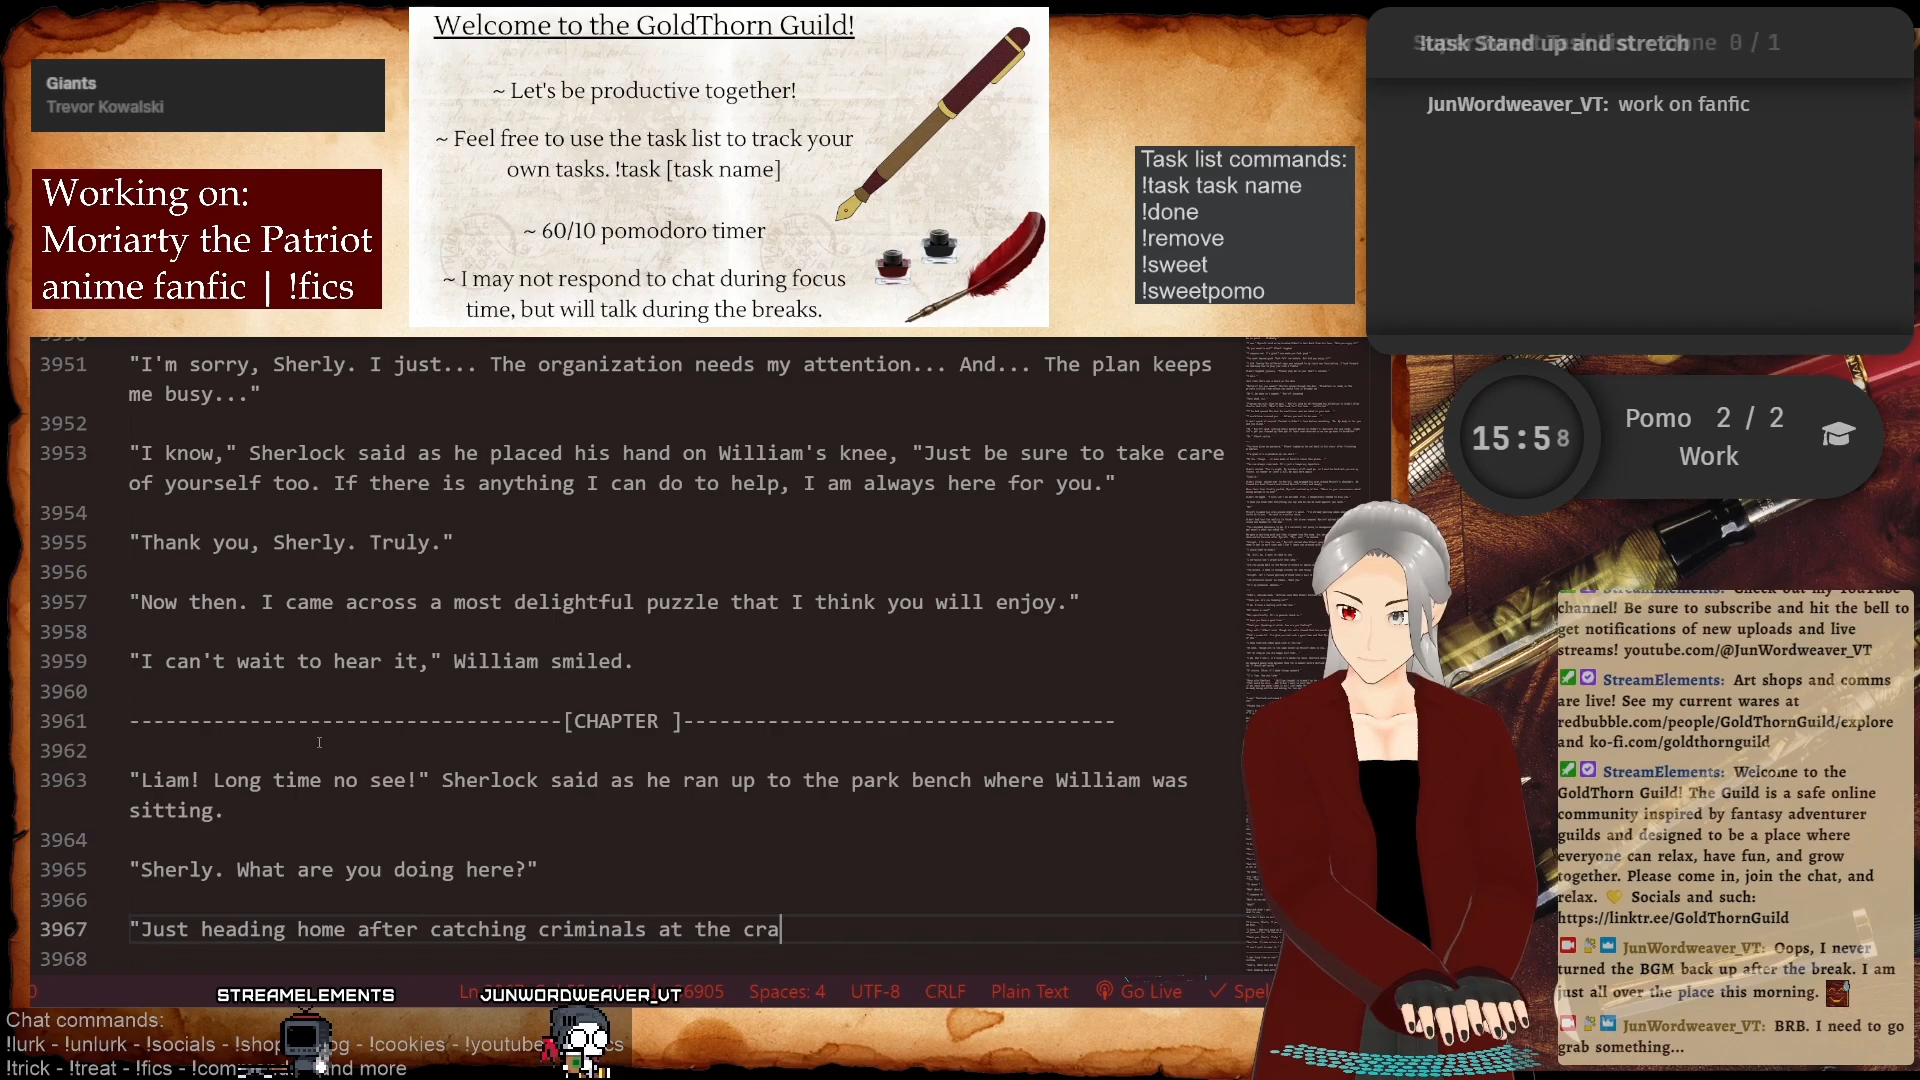 Giants
Trevor Kowalski
Working on:
Moriarty the Patriot
anime fanfic | !fics
Welcome to the GoldThorn Guild!
~ Let's be productive together!
~ Feel free to use the task list to track your
own tasks. !task [task name]
~ 60/10 pomodoro timer
~ I may not respond to chat during focus
time, but will talk during the breaks.
Task list commands:
!task task name
!done
!remove
!sweet
!sweetpomo
!task Stand up and stretch
0 / 1
JunWordweaver_VT: work on fanfic
15:58
Pomo 2 / 2
Work
3951 "I'm sorry, Sherly. I just... The organization needs my attention... And... The plan keeps
me busy..."
3952
3953 "I know," Sherlock said as he placed his hand on William's knee, "Just be sure to take care
of yourself too. If there is anything I can do to help, I am always here for you."
3954
3955 "Thank you, Sherly. Truly."
3956
3957 "Now then. I came across a most delightful puzzle that I think you will enjoy."
3958
3959 "I can't wait to hear it," William smiled.
3960
3961 ------------------------------------[CHAPTER ]------------------------------------
3962
3963 "Liam! Long time no see!" Sherlock said as he ran up to the park bench where William was
sitting.
3964
3965 "Sherly. What are you doing here?"
3966
3967 "Just heading home after catching criminals at the cra
3968
6905 Spaces: 4 UTF-8 CRLF Plain Text Go Live Spel
STREAMELEMENTS
JUNWORDWEAVER_VT
Chat commands:
!lurk - !unlurk - !socials - !shop - !cookies - !youtube
!trick - !treat - !fics - !com and more
StreamElements: Check out my YouTube
channel! Be sure to subscribe and hit the bell to
get notifications of new uploads and live
streams! youtube.com/@JunWordweaver_VT
StreamElements: Art shops and comms
are live! See my current wares at
redbubble.com/people/GoldThornGuild/explore
and ko-fi.com/goldthornguild
StreamElements: Welcome to the
GoldThorn Guild! The Guild is a safe online
community inspired by fantasy adventurer
guilds and designed to be a place where
everyone can relax, have fun, and grow
together. Please come in, join the chat, and
relax. 💛 Socials and such:
https://linktr.ee/GoldThornGuild
JunWordweaver_VT: Oops, I never
turned the BGM back up after the break. I am
just all over the place this morning.
JunWordweaver_VT: BRB. I need to go
grab something...